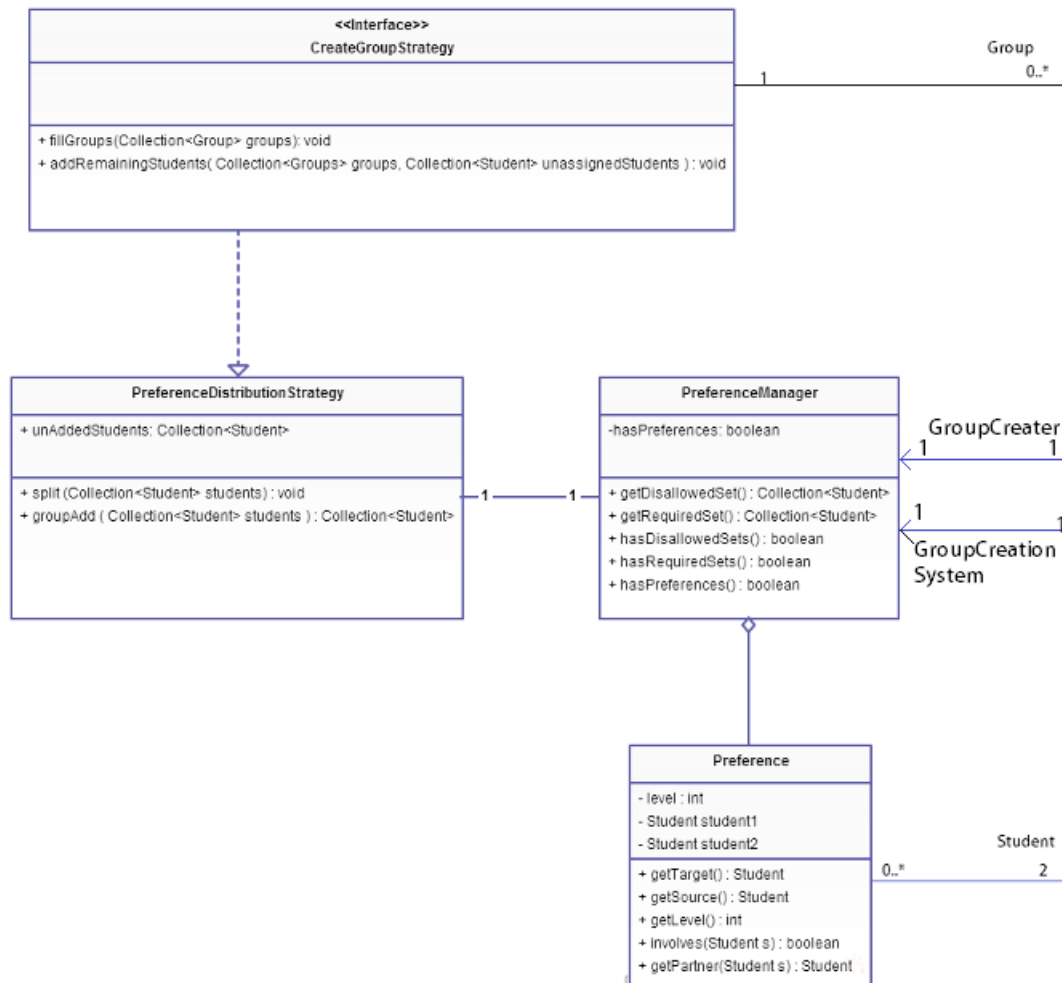 <<Interface>>
CreateGroupStrategy
Group
1
0..*
+ fillGroups(Collection<Group> groups): void
+ addRemainingStudents( Collection<Groups> groups, Collection<Student> unassignedStudents ) : void
PreferenceDistributionStrategy
+ unAddedStudents: Collection<Student>
+ split (Collection<Student> students) : void
+ groupAdd ( Collection<Student> students ) : Collection<Student>
1
1
PreferenceManager
-hasPreferences: boolean
+ getDisallowedSet() : Collection<Student>
+ getRequiredSet() : Collection<Student>
+ hasDisallowedSets() : boolean
+ hasRequiredSets() : boolean
+ hasPreferences() : boolean
GroupCreater
1
1
1
1
GroupCreation
System
Preference
- level : int
- Student student1
- Student student2
+ getTarget() : Student
+ getSource() : Student
+ getLevel() : int
+ involves(Student s) : boolean
+ getPartner(Student s) : Student
Student
0..*
2